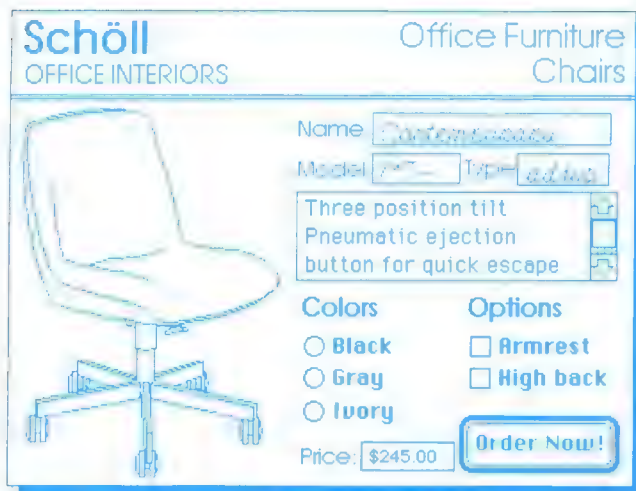 Schöll
OFFICE INTERIORS
Office Furniture
Chairs
Name
Model Type
Three position tilt
Pneumatic ejection
button for quick escape
Colors
Black
Gray
Ivory
Options
Armrest
High back
Price: $245.00
Order Now!